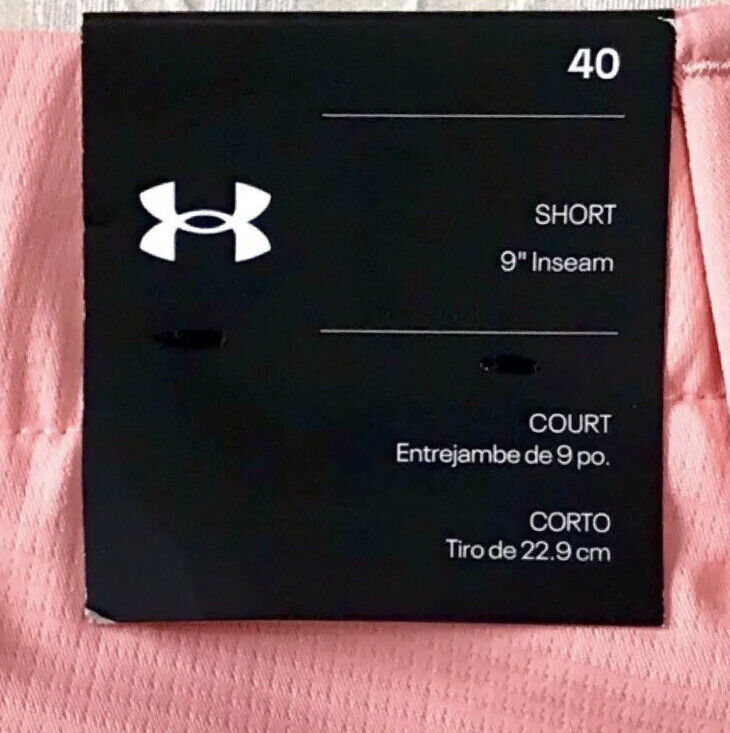 40
SHORT
9" Inseam
COURT
Entrejambe de 9 po.
CORTO
Tiro de 22.9 cm